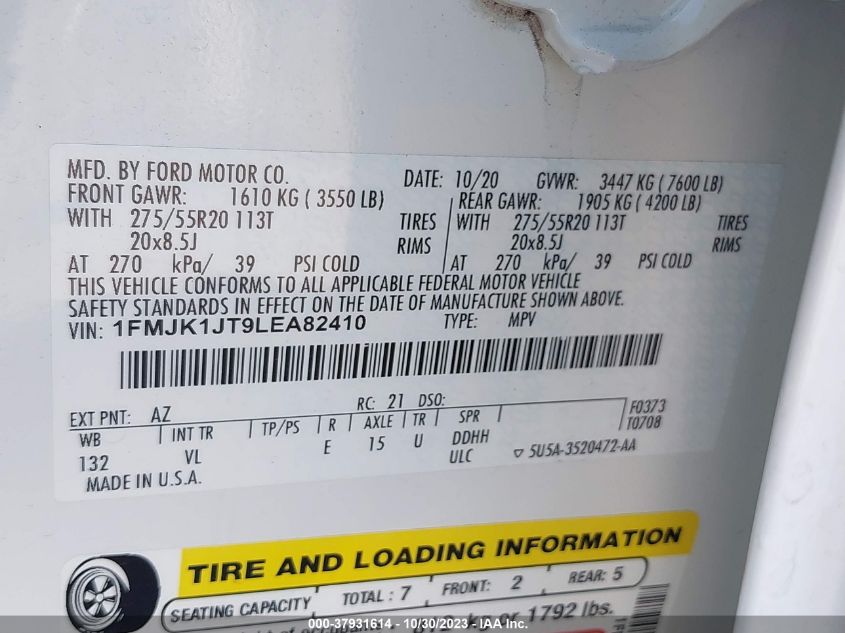 MFD. BY FORD MOTOR CO.
DATE: 10/20 GVWR: 3447 KG ( 7600 LB)
FRONT GAWR: 1610 KG ( 3550 LB)
REAR GAWR: 1905 KG ( 4200 LB)
WITH 275/55R20 113T TIRES
WITH 275/55R20 113T TIRES
20x8.5J RIMS
20x8.5J RIMS
AT 270 kPa/ 39 PSI COLD
AT 270 kPa/ 39 PSI COLD
THIS VEHICLE CONFORMS TO ALL APPLICABLE FEDERAL MOTOR VEHICLE
SAFETY STANDARDS IN EFFECT ON THE DATE OF MANUFACTURE SHOWN ABOVE.
VIN: 1FMJK1JT9LEA82410 TYPE: MPV
EXT PNT: AZ RC: 21 DSO:
WB INT TR TP/PS R AXLE TR SPR
F0373
T0708
132 VL E 15 U DDHH
ULC
5U5A-3520472-AA
MADE IN U.S.A.
TIRE AND LOADING INFORMATION
SEATING CAPACITY TOTAL : 7 FRONT: 2 REAR: 5
kg or 1792 lbs.
000-37931614 - 10/30/2023 - IAA Inc.